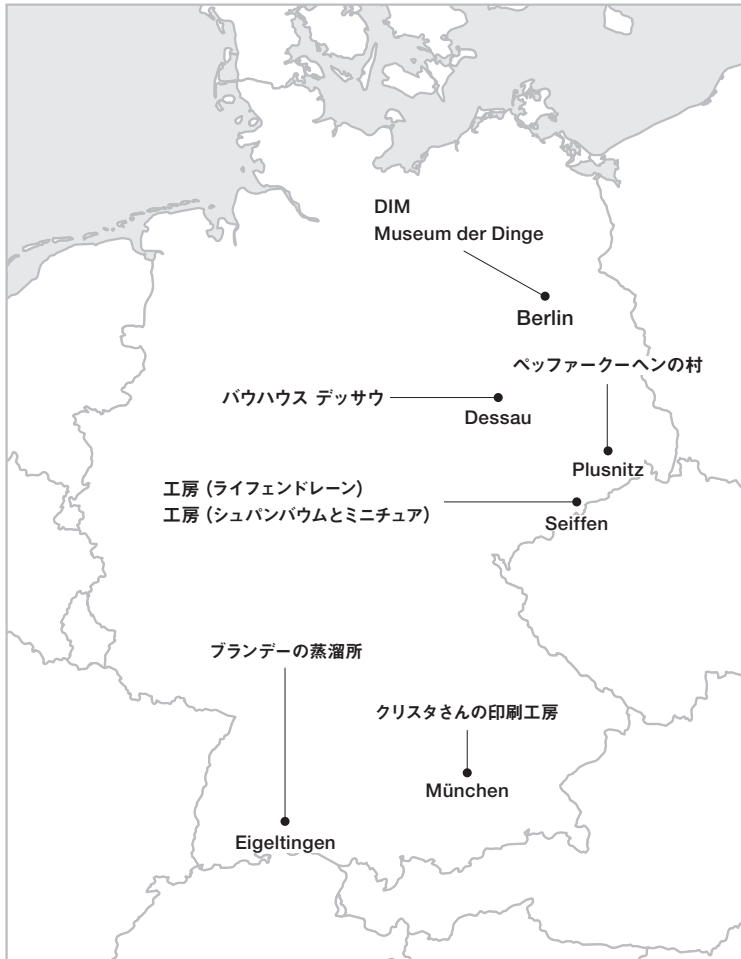 DIM
Museum der Dinge
Berlin
ペッファークーヘンの村
バウハウス デッサウ
Dessau
Plusnitz
工房 (ライフェンドレーン)
工房 (シュパンバウムとミニチュア)
Seiffen
ブランデーの蒸溜所
クリスタさんの印刷工房
München
Eigeltingen